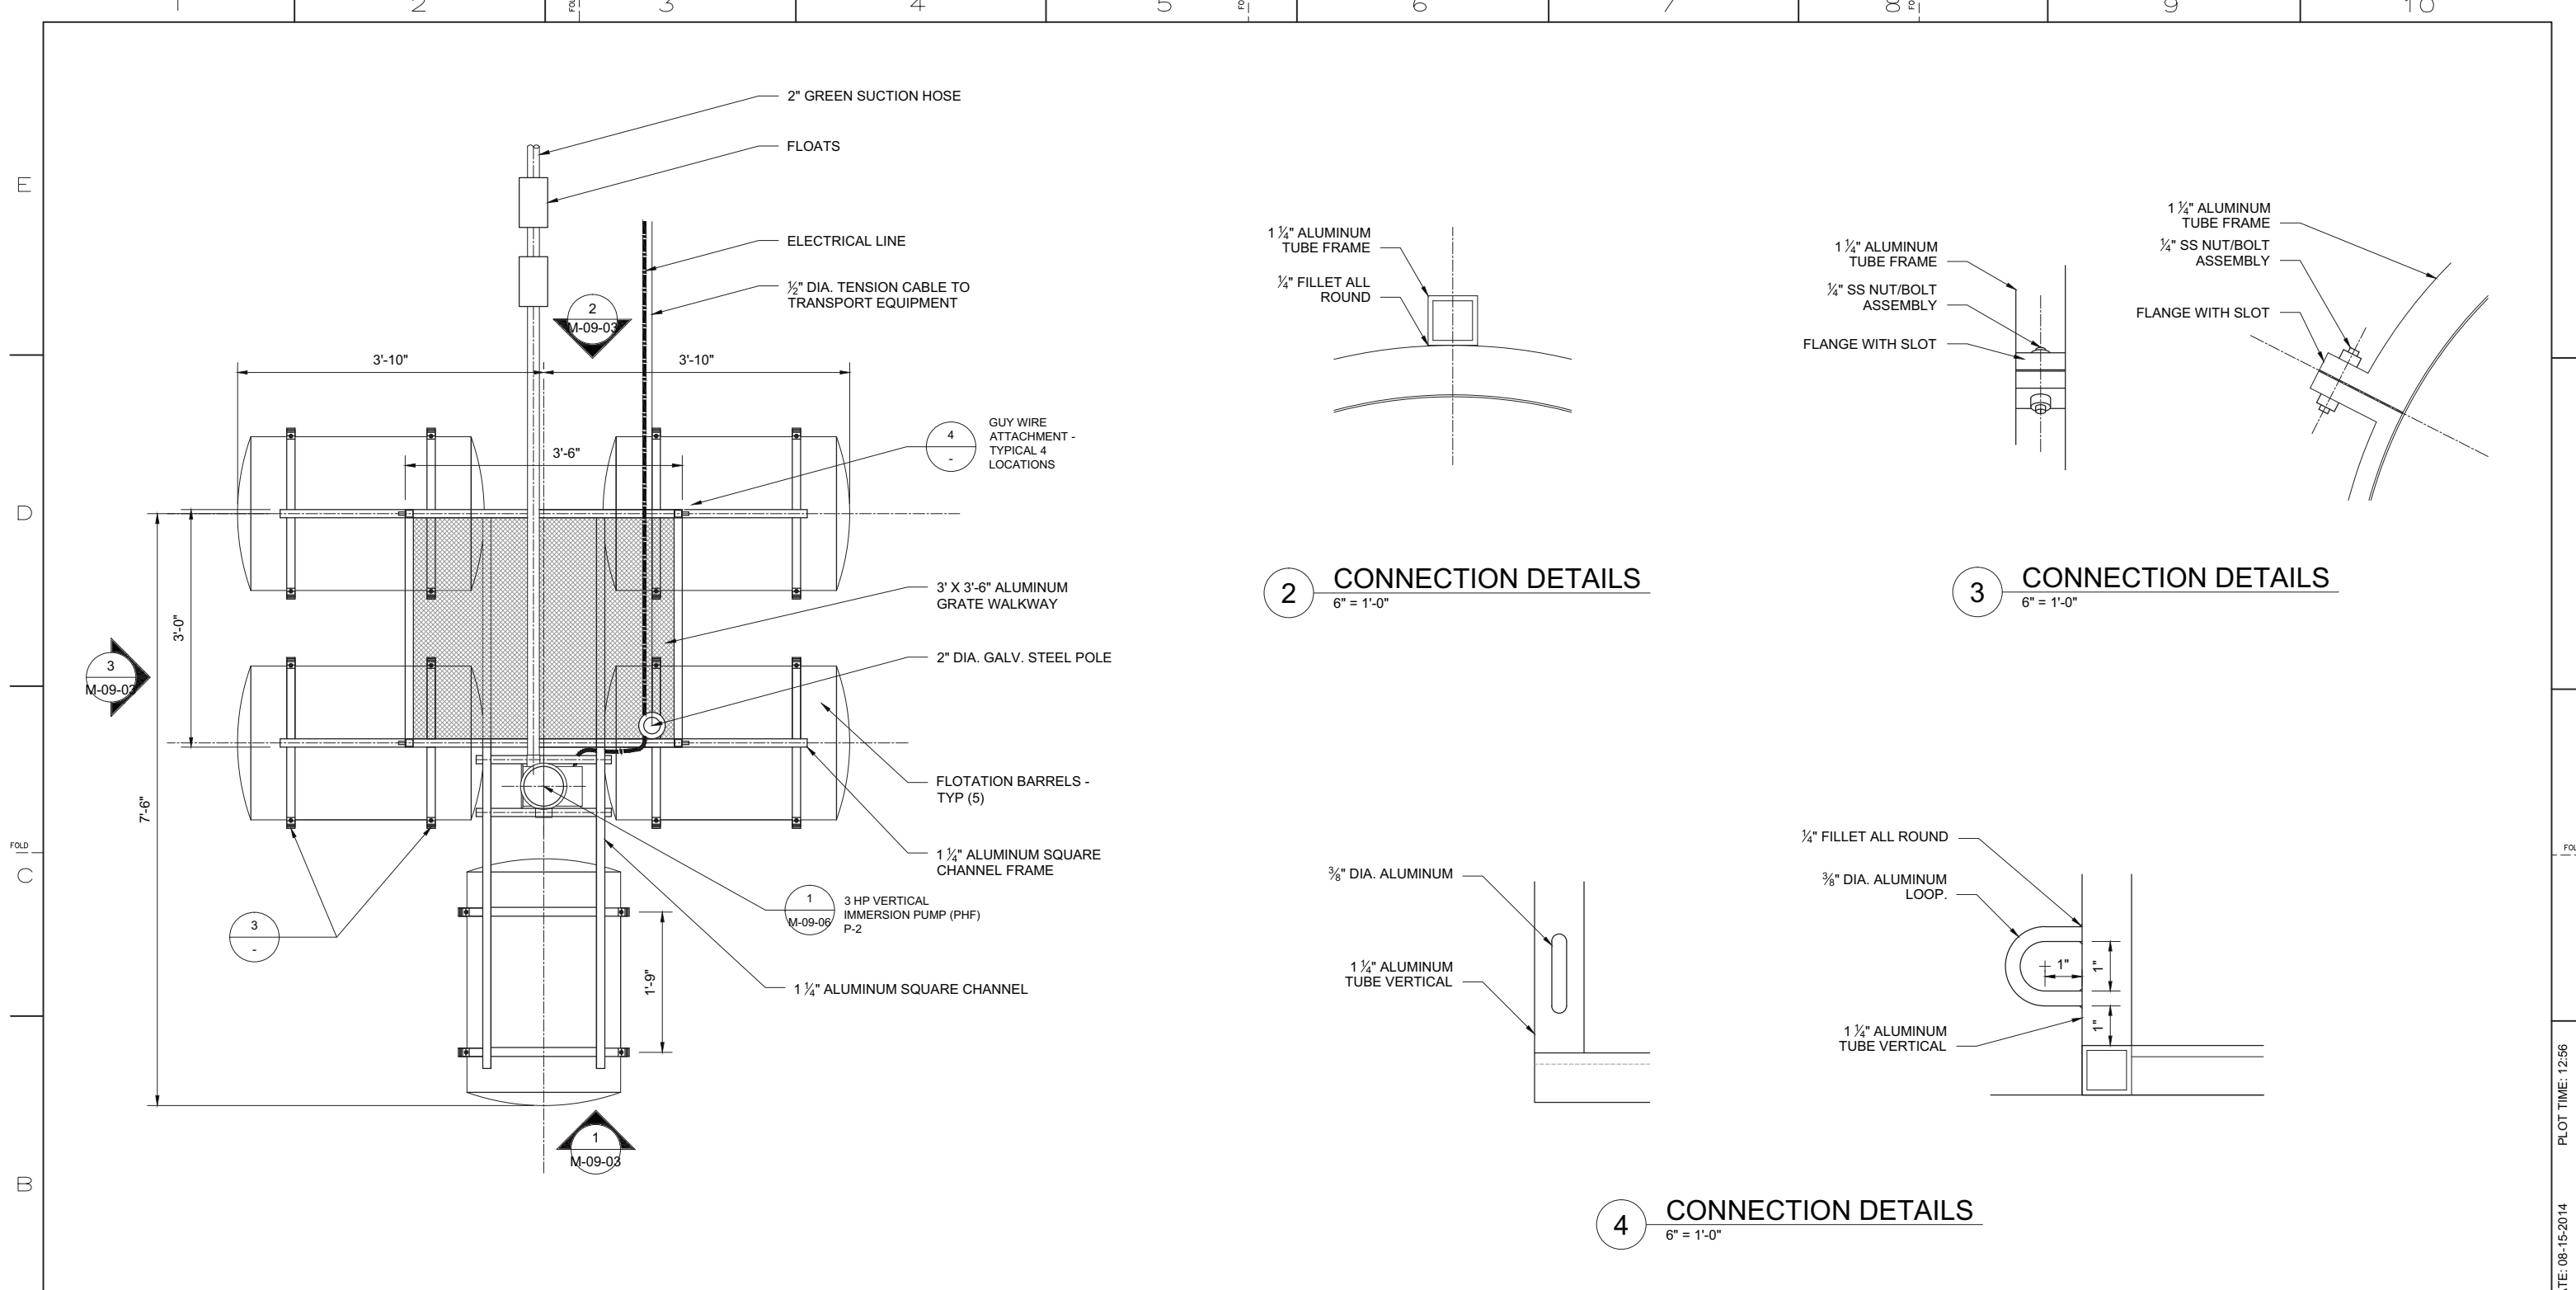 1 2 FOLD 3 4 5 6 7 8 9 10
E
D
C
B
FOLD
2" GREEN SUCTION HOSE
FLOATS
ELECTRICAL LINE
½" DIA. TENSION CABLE TO
TRANSPORT EQUIPMENT
2
M-09-03
3'-10"
3'-10"
4
-
GUY WIRE
ATTACHMENT -
TYPICAL 4
LOCATIONS
3'-6"
3'-0"
7'-6"
3
M-09-03
3' X 3'-6" ALUMINUM
GRATE WALKWAY
2" DIA. GALV. STEEL POLE
FLOTATION BARRELS -
TYP (5)
1 ¼" ALUMINUM SQUARE
CHANNEL FRAME
1
M-09-06
3 HP VERTICAL
IMMERSION PUMP (PHF)
P-2
3
-
1'-9"
1 ¼" ALUMINUM SQUARE CHANNEL
1
M-09-03
1 ¼" ALUMINUM
TUBE FRAME
¼" FILLET ALL
ROUND
2 CONNECTION DETAILS
6" = 1'-0"
1 ¼" ALUMINUM
TUBE FRAME
¼" SS NUT/BOLT
ASSEMBLY
FLANGE WITH SLOT
1 ¼" ALUMINUM
TUBE FRAME
¼" SS NUT/BOLT
ASSEMBLY
FLANGE WITH SLOT
3 CONNECTION DETAILS
6" = 1'-0"
⅜" DIA. ALUMINUM
1 ¼" ALUMINUM
TUBE VERTICAL
¼" FILLET ALL ROUND
⅜" DIA. ALUMINUM
LOOP.
1"
1"
1"
1 ¼" ALUMINUM
TUBE VERTICAL
4 CONNECTION DETAILS
6" = 1'-0"
PLOT TIME: 12:56
08-15-2014